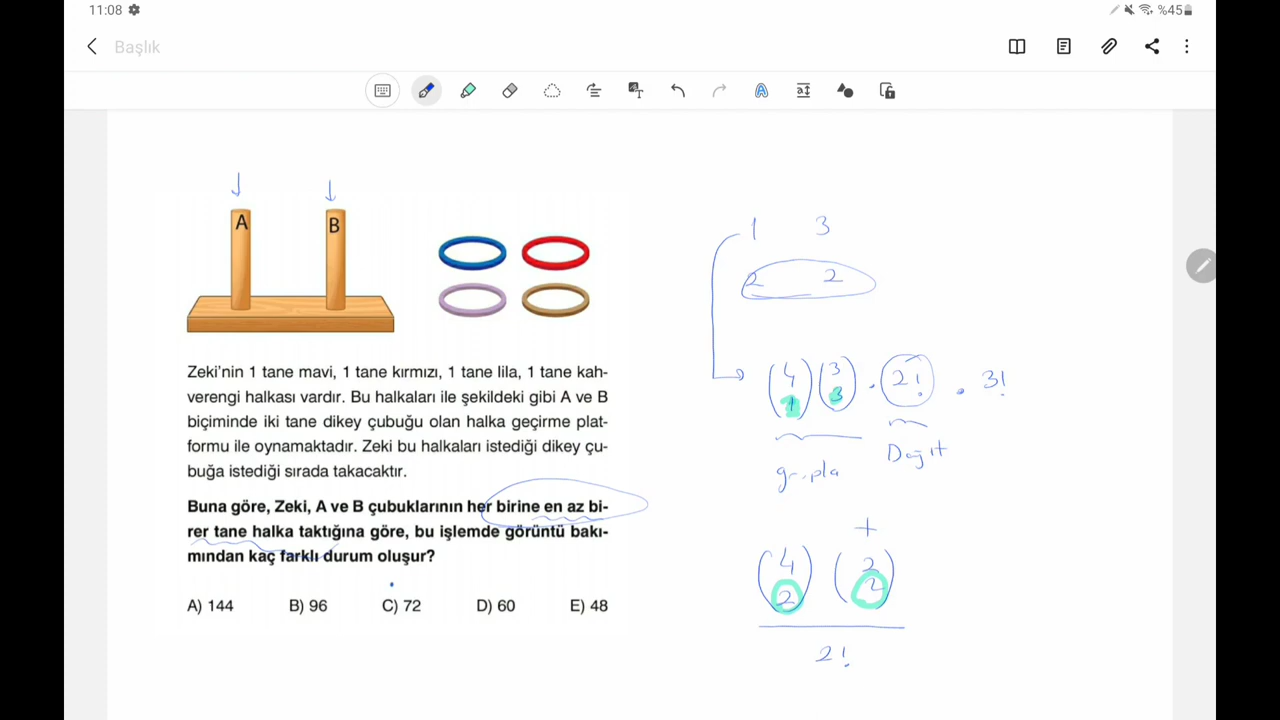 11:08
%45
Başlık
A
B
1 3
2 2
Zeki’nin 1 tane mavi, 1 tane kırmızı, 1 tane lila, 1 tane kah-
verengi halkası vardır. Bu halkaları ile şekildeki gibi A ve B
biçiminde iki tane dikey çubuğu olan halka geçirme plat-
formu ile oynamaktadır. Zeki bu halkaları istediği dikey çu-
buğa istediği sırada takacaktır.
Buna göre, Zeki, A ve B çubuklarının her birine en az bi-
rer tane halka taktığına göre, bu işlemde görüntü bakı-
mından kaç farklı durum oluşur?
A) 144 B) 96 C) 72 D) 60 E) 48
(4 1) (3 3) . 2! . 3!
grupla Dağıt
+
(4 2) (2 2)
2!